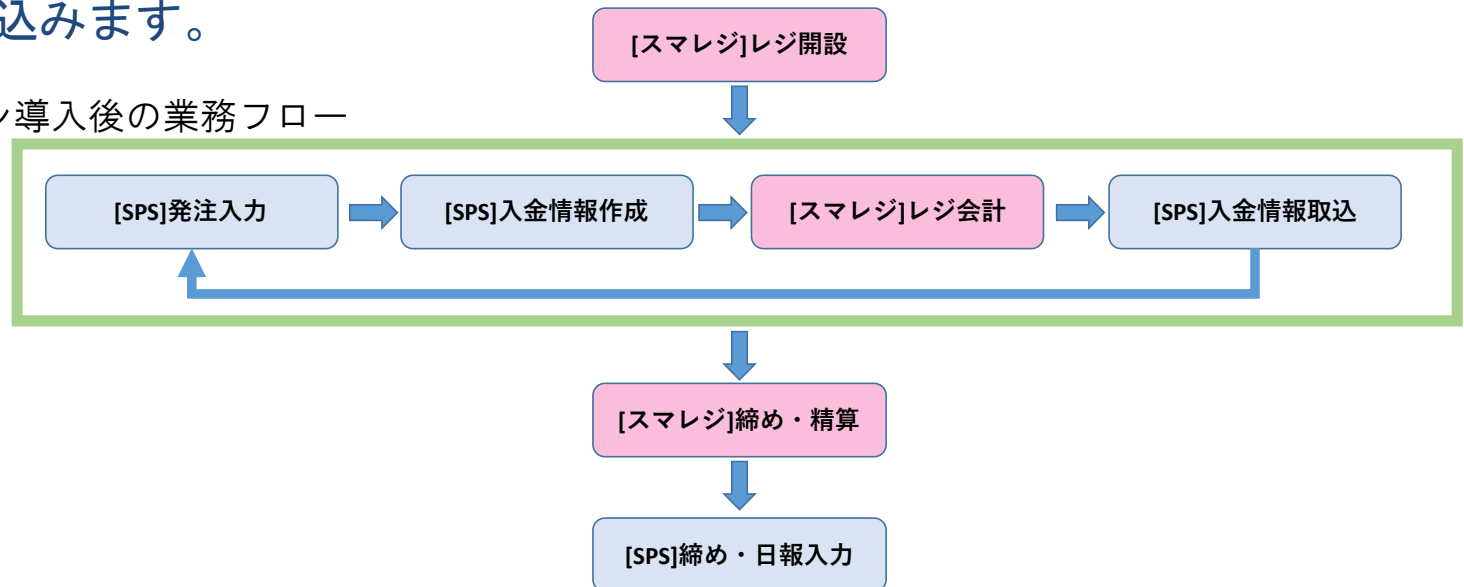 込みます。
[スマレジ]レジ開設
ン導入後の業務フロー
[SPS]発注入力
[SPS]入金情報作成
[スマレジ]レジ会計
[SPS]入金情報取込
[スマレジ]締め・精算
[SPS]締め・日報入力